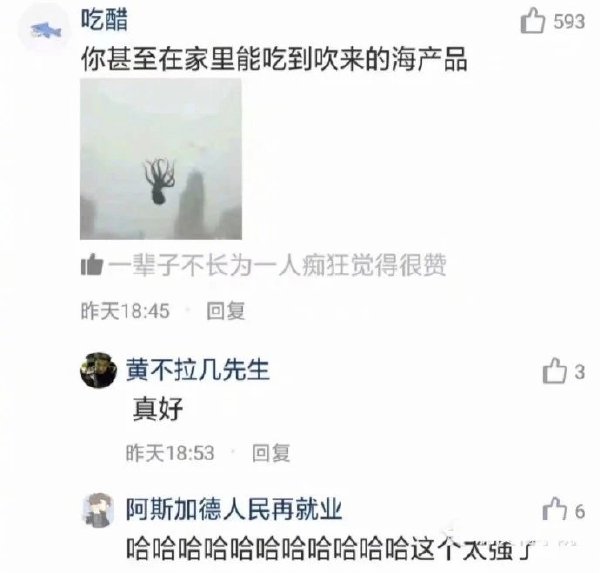 吃醋
593
你甚至在家里能吃到吹来的海产品
一辈子不长为一人痴狂觉得很赞
昨天18:45 · 回复
黄不拉几先生
3
真好
昨天18:53 · 回复
阿斯加德人民再就业
6
哈哈哈哈哈哈哈哈哈哈哈这个太强了